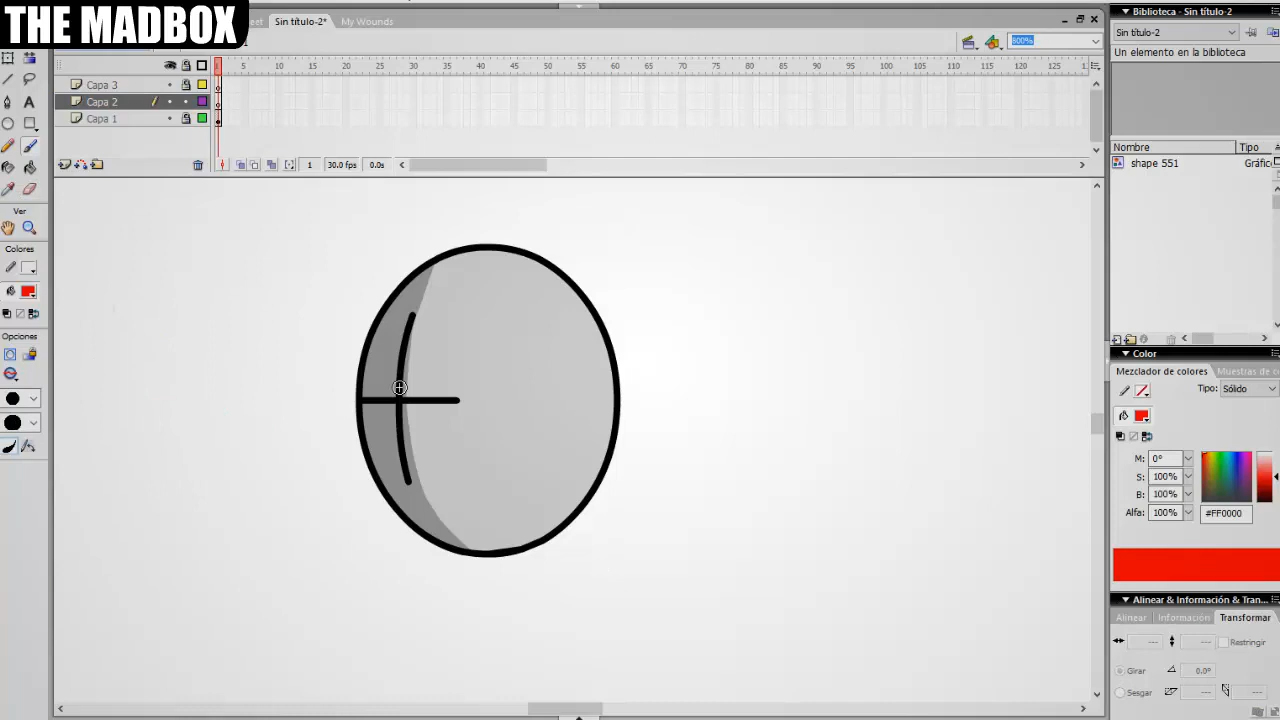 THE MADBOX
eet
Sin título-2*
My Wounds
1
800%
5 10 15 20 25 30 35 40 45 50 55 60 65 70 75 80 85 90 95 100 105 110 115 120 125 1
Capa 3
Capa 2
Capa 1
1 30.0 fps 0.0s
Ver
Colores
Opciones
Biblioteca - Sin título-2
Sin título-2
Un elemento en la biblioteca
Nombre Tipo
shape 551 Gráfic
Color
Mezclador de colores
Muestras de c
Tipo: Sólido
M: 0°
S: 100%
B: 100%
Alfa: 100%
#FF0000
Alinear & Información & Tran...
Alinear Información Transformar
--- --- Restringir
Girar 0.0°
Sesgar --- ---